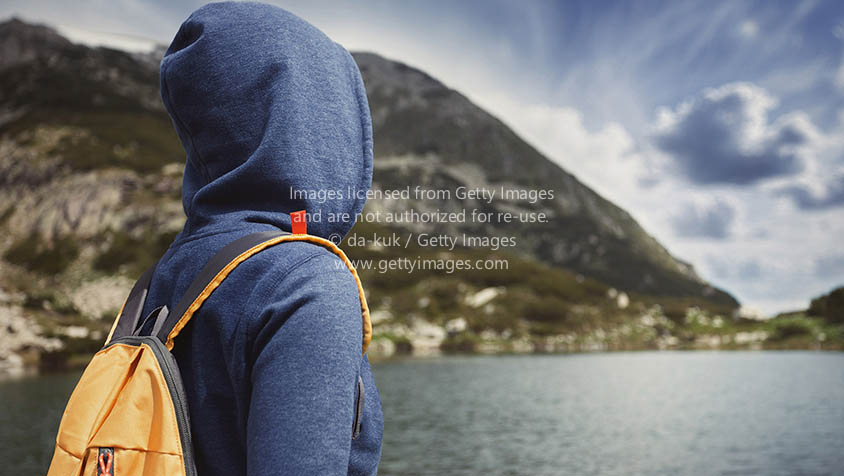 Images licensed from Getty Images
and are not authorized for re-use.
© da-kuk / Getty Images
www.gettyimages.com